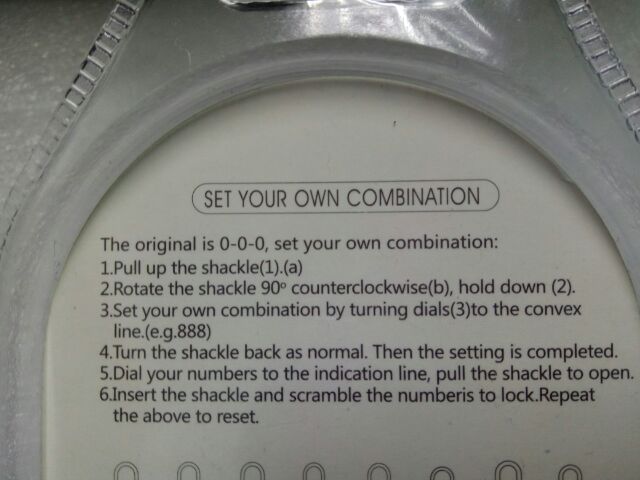 SET YOUR OWN COMBINATION
The original is 0-0-0, set your own combination:
1.Pull up the shackle(1).(a)
2.Rotate the shackle 90º counterclockwise(b), hold down (2).
3.Set your own combination by turning dials(3)to the convex
line.(e.g.888)
4.Turn the shackle back as normal. Then the setting is completed.
5.Dial your numbers to the indication line, pull the shackle to open.
6.Insert the shackle and scramble the numberis to lock.Repeat
the above to reset.